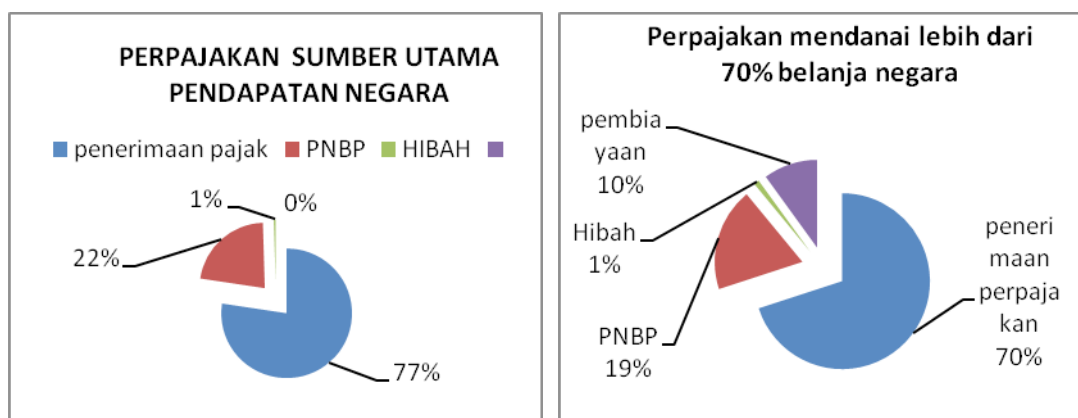 PERPAJAKAN SUMBER UTAMA
PENDAPATAN NEGARA
penerimaan pajak PNBP HIBAH
1%
0%
22%
77%
Perpajakan mendanai lebih dari
70% belanja negara
pembia
yaan
10%
Hibah
1%
PNBP
19%
peneri
maan
perpaja
kan
70%